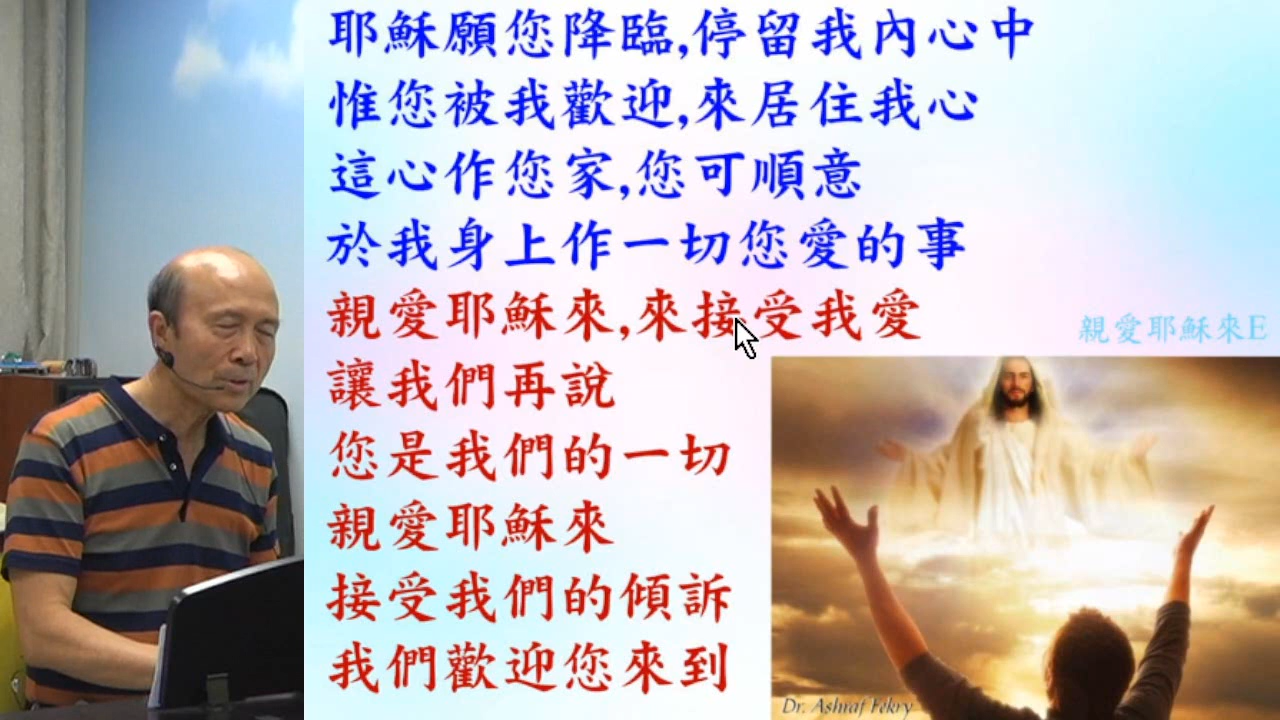 耶穌願您降臨,停留我內心中
惟您被我歡迎,來居住我心
這心作您家,您可順意
於我身上作一切您愛的事
親愛耶穌來,來接受我愛
讓我們再說
您是我們的一切
親愛耶穌來
接受我們的傾訴
我們歡迎您來到
親愛耶穌來E
Dr. Ashraf Fekry